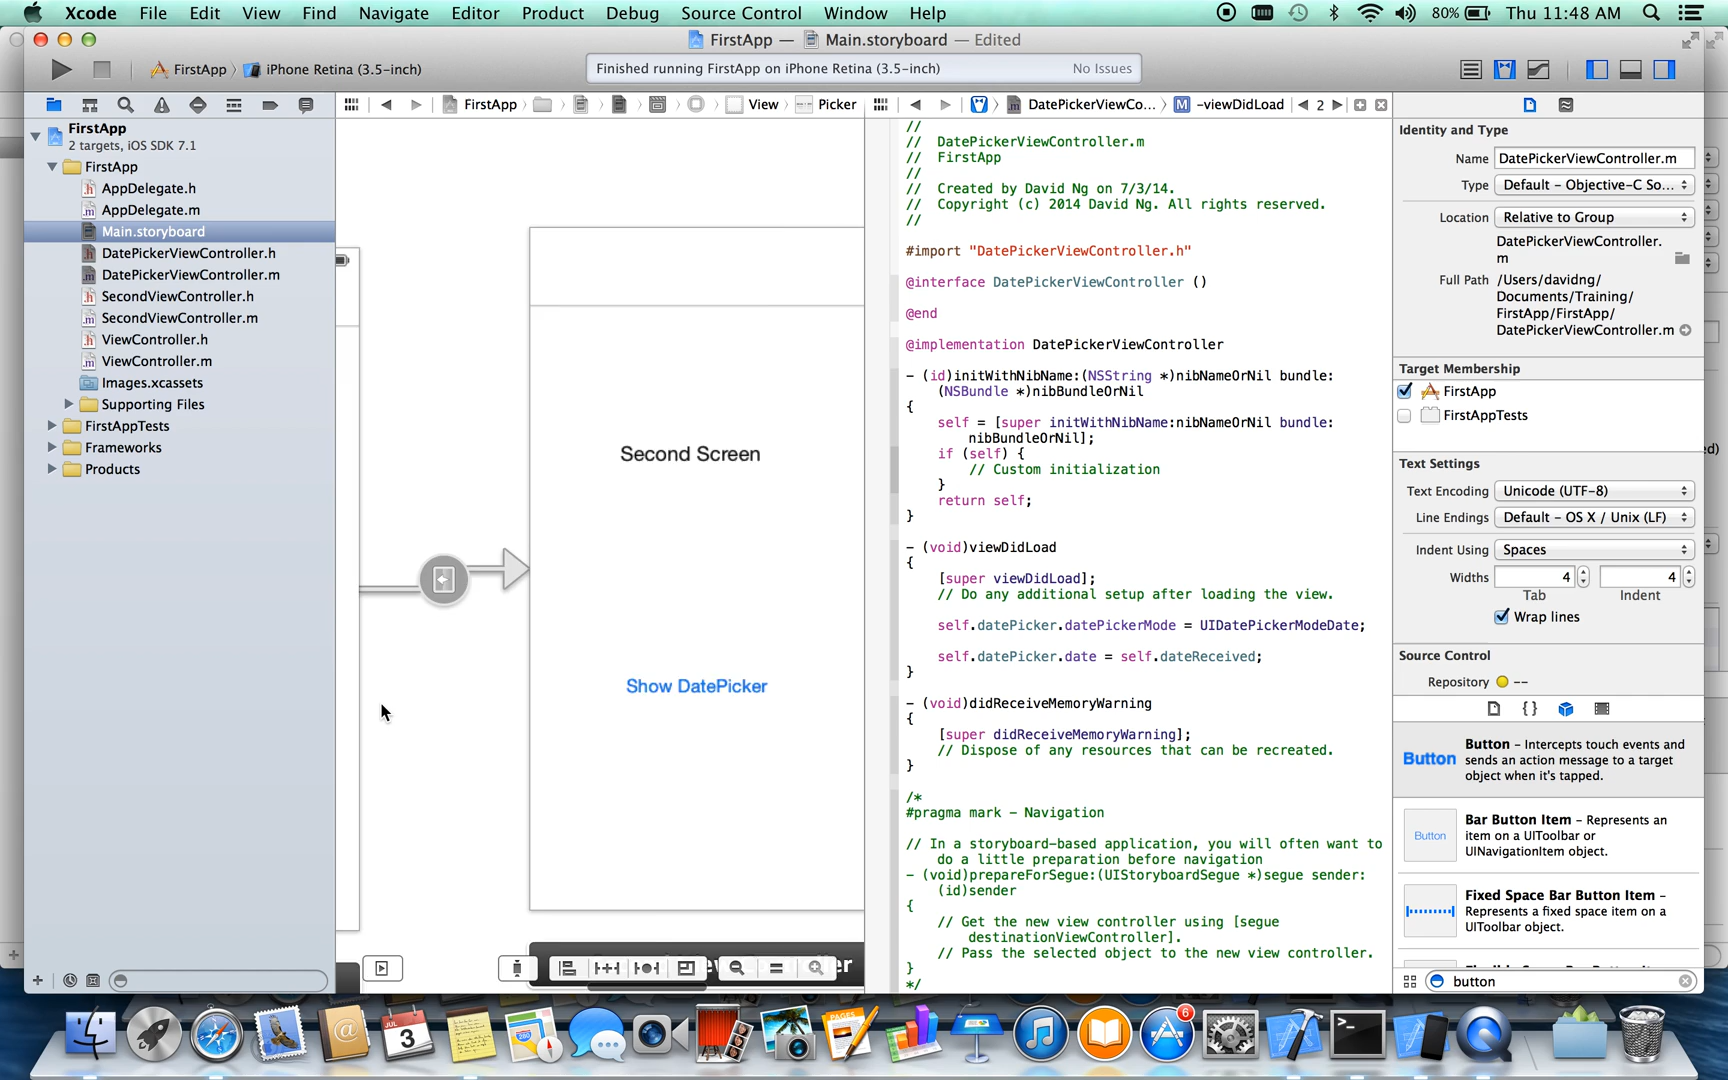 Xcode File Edit View Find Navigate Editor Product Debug Source Control Window Help 80% Thu 11:48 AM
FirstApp — Main.storyboard — Edited
FirstApp iPhone Retina (3.5-inch) Finished running FirstApp on iPhone Retina (3.5-inch) No Issues
FirstApp View Picker DatePickerViewCo... M -viewDidLoad 2
FirstApp
2 targets, iOS SDK 7.1
FirstApp
AppDelegate.h
AppDelegate.m
Main.storyboard
DatePickerViewController.h
DatePickerViewController.m
SecondViewController.h
SecondViewController.m
ViewController.h
ViewController.m
Images.xcassets
Supporting Files
FirstAppTests
Frameworks
Products
Second Screen
Show DatePicker
//
// DatePickerViewController.m
// FirstApp
//
// Created by David Ng on 7/3/14.
// Copyright (c) 2014 David Ng. All rights reserved.
//
#import "DatePickerViewController.h"
@interface DatePickerViewController ()
@end
@implementation DatePickerViewController
- (id)initWithNibName:(NSString *)nibNameOrNil bundle:
(NSBundle *)nibBundleOrNil
{
self = [super initWithNibName:nibNameOrNil bundle:
nibBundleOrNil];
if (self) {
// Custom initialization
}
return self;
}
- (void)viewDidLoad
{
[super viewDidLoad];
// Do any additional setup after loading the view.
self.datePicker.datePickerMode = UIDatePickerModeDate;
self.datePicker.date = self.dateReceived;
}
- (void)didReceiveMemoryWarning
{
[super didReceiveMemoryWarning];
// Dispose of any resources that can be recreated.
}
/*
#pragma mark - Navigation
// In a storyboard-based application, you will often want to
do a little preparation before navigation
- (void)prepareForSegue:(UIStoryboardSegue *)segue sender:
(id)sender
{
// Get the new view controller using [segue
destinationViewController].
// Pass the selected object to the new view controller.
}
*/
Identity and Type
Name DatePickerViewController.m
Type Default - Objective-C So...
Location Relative to Group
DatePickerViewController.
m
Full Path /Users/davidng/
Documents/Training/
FirstApp/FirstApp/
DatePickerViewController.m
Target Membership
FirstApp
FirstAppTests
Text Settings
Text Encoding Unicode (UTF-8)
Line Endings Default - OS X / Unix (LF)
Indent Using Spaces
Widths 4 4
Tab Indent
Wrap lines
Source Control
Repository --
{ }
Button Button - Intercepts touch events and
sends an action message to a target
object when it's tapped.
Button Bar Button Item - Represents an
item on a UIToolbar or
UINavigationItem object.
Fixed Space Bar Button Item -
Represents a fixed space item on a
UIToolbar object.
button
JUL
3
PAGES
6